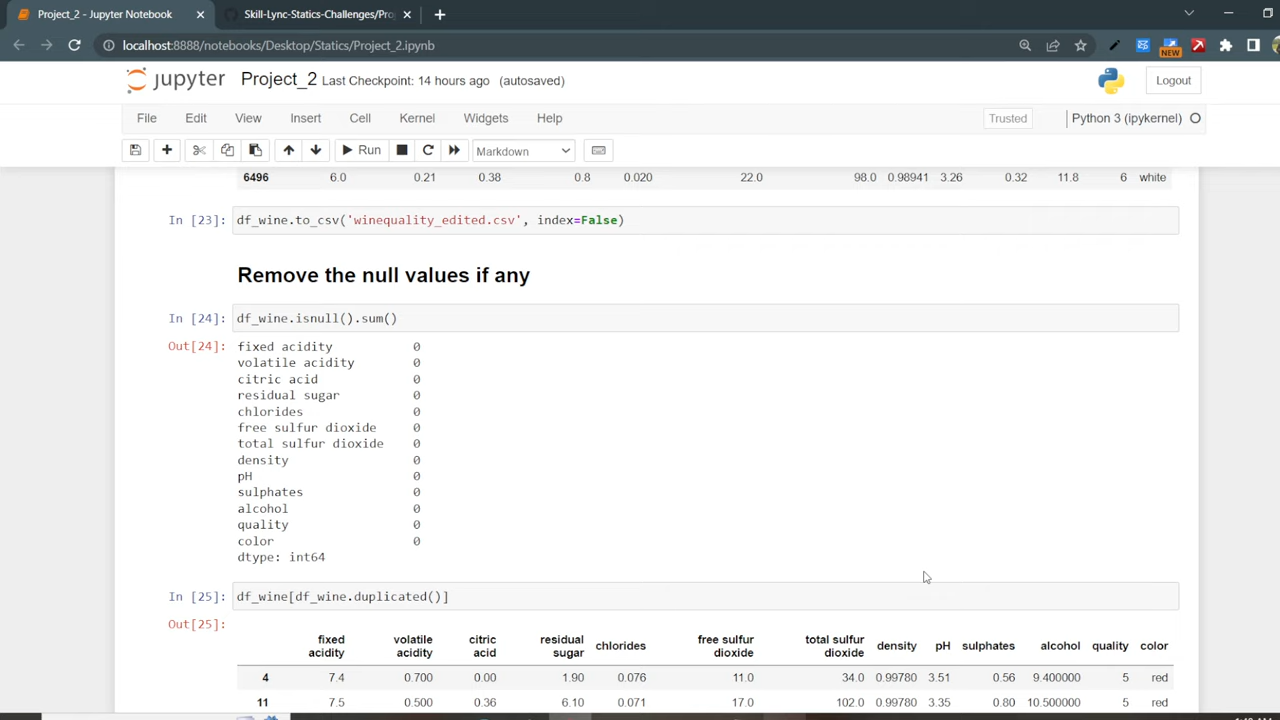 Project_2 - Jupyter Notebook
Skill-Lync-Statics-Challenges/Pro
localhost:8888/notebooks/Desktop/Statics/Project_2.ipynb
NEW
jupyter Project_2 Last Checkpoint: 14 hours ago (autosaved)
Logout
File Edit View Insert Cell Kernel Widgets Help
Trusted
Python 3 (ipykernel)
Run
Markdown
6496 6.0 0.21 0.38 0.8 0.020 22.0 98.0 0.98941 3.26 0.32 11.8 6 white
In [23]: df_wine.to_csv('winequality_edited.csv', index=False)
Remove the null values if any
In [24]: df_wine.isnull().sum()
Out[24]: fixed acidity 0
volatile acidity 0
citric acid 0
residual sugar 0
chlorides 0
free sulfur dioxide 0
total sulfur dioxide 0
density 0
pH 0
sulphates 0
alcohol 0
quality 0
color 0
dtype: int64
In [25]: df_wine[df_wine.duplicated()]
Out[25]:
fixed volatile citric residual chlorides free sulfur total sulfur density pH sulphates alcohol quality color
acidity acidity acid sugar dioxide dioxide
4 7.4 0.700 0.00 1.90 0.076 11.0 34.0 0.99780 3.51 0.56 9.400000 5 red
11 7.5 0.500 0.36 6.10 0.071 17.0 102.0 0.99780 3.35 0.80 10.500000 5 red